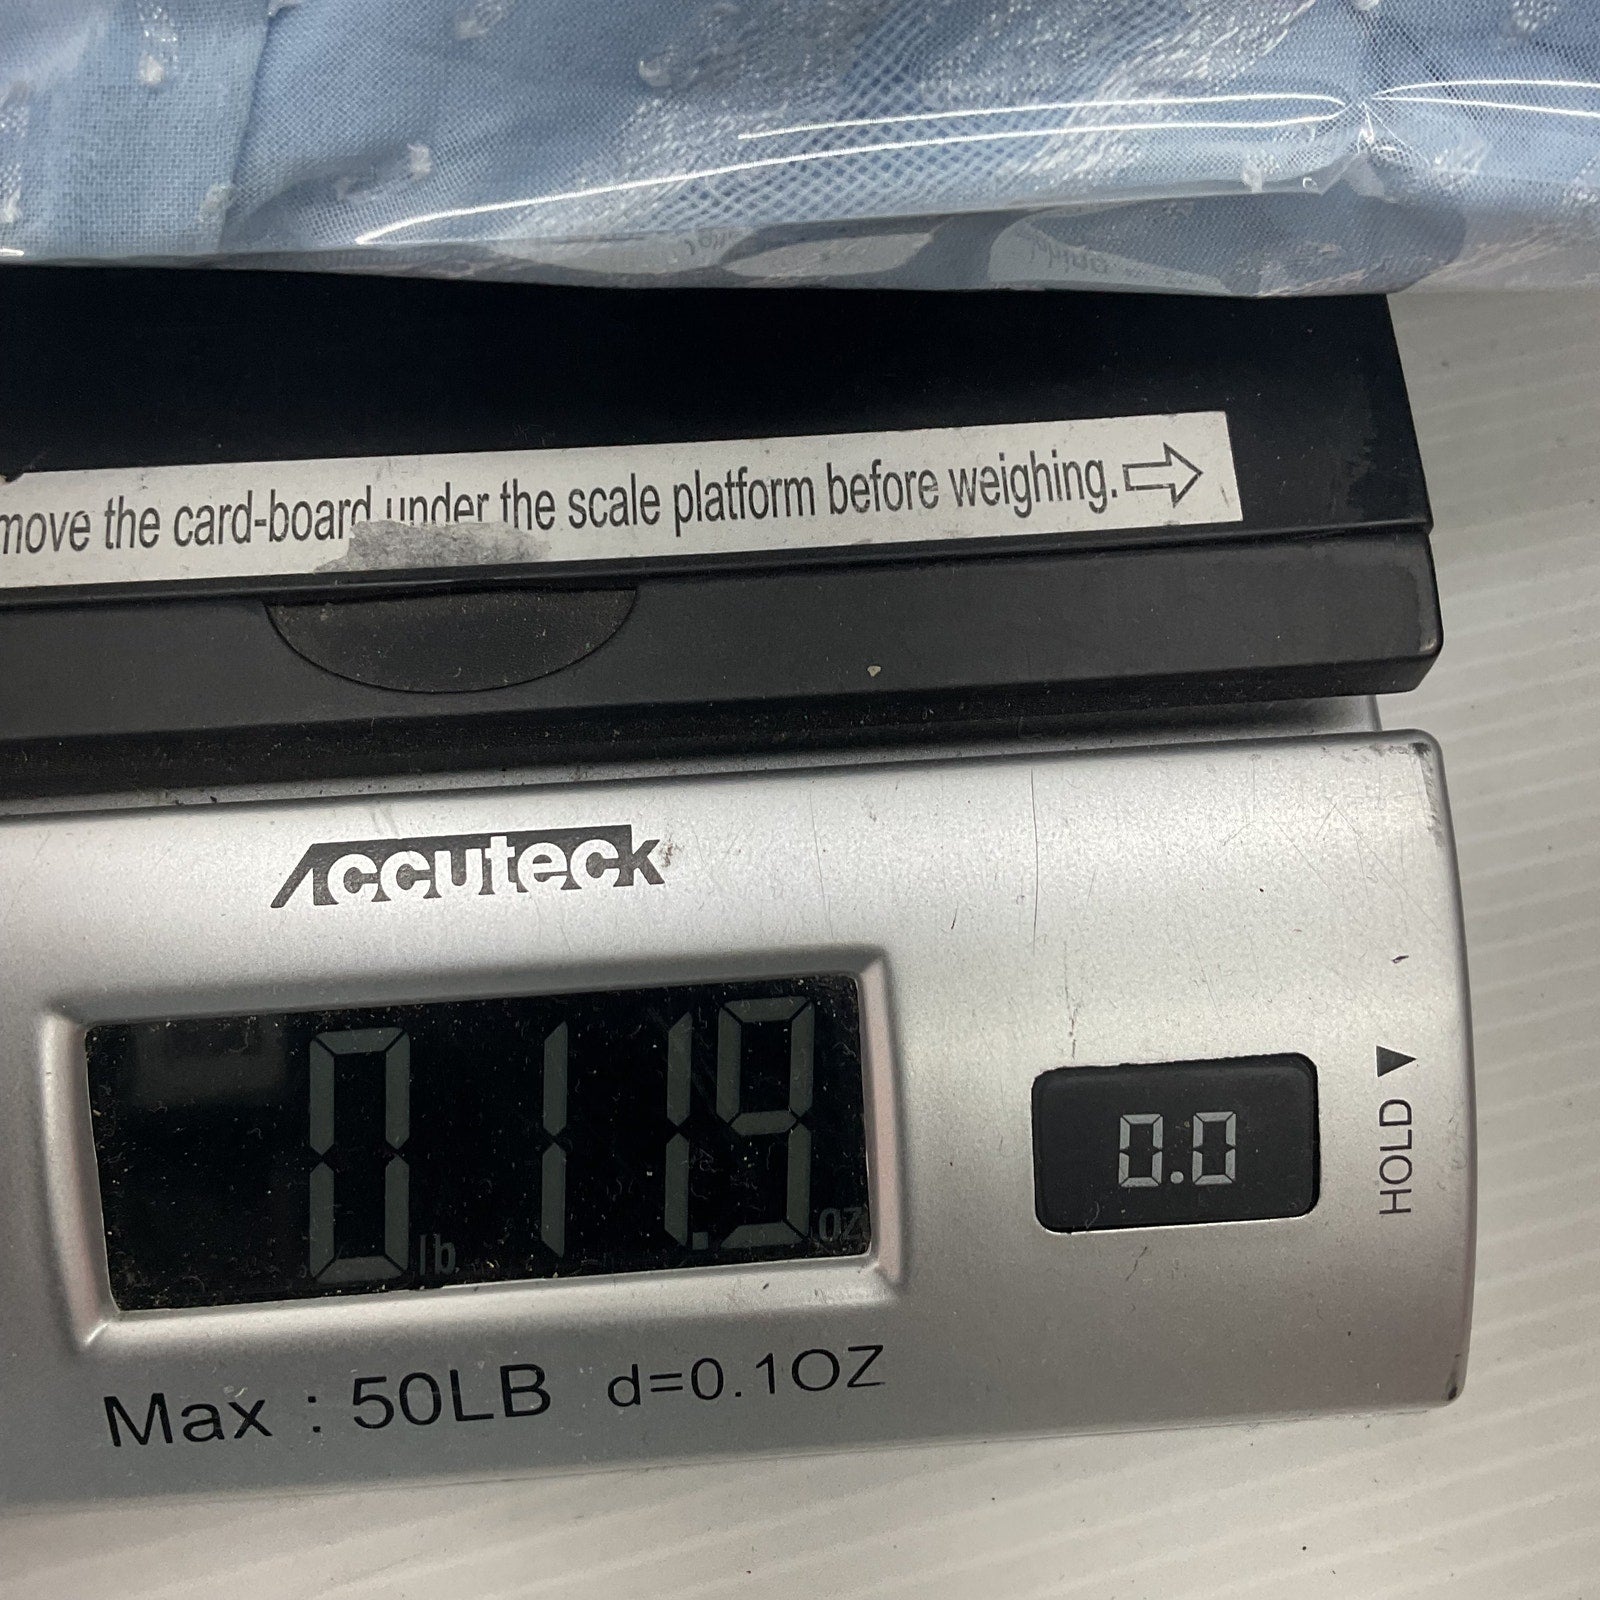 move the card-board under the scale platform before weighing.
Accuteck
0 lb 11.9 oz
0.0
HOLD
Max : 50LB d=0.1OZ